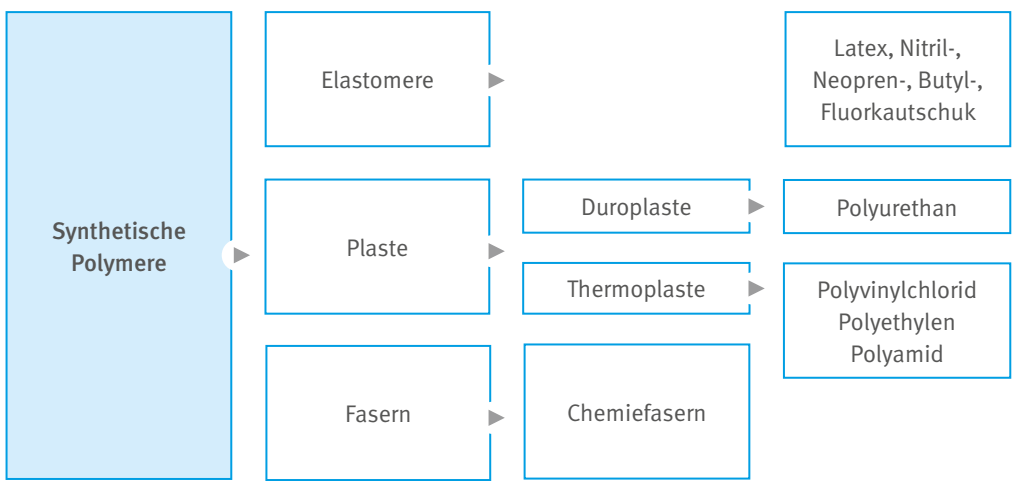 Synthetische
Polymere
Elastomere
Latex, Nitril-,
Neopren-, Butyl-,
Fluorkautschuk
Plaste
Duroplaste
Polyurethan
Thermoplaste
Polyvinylchlorid
Polyethylen
Polyamid
Fasern
Chemiefasern